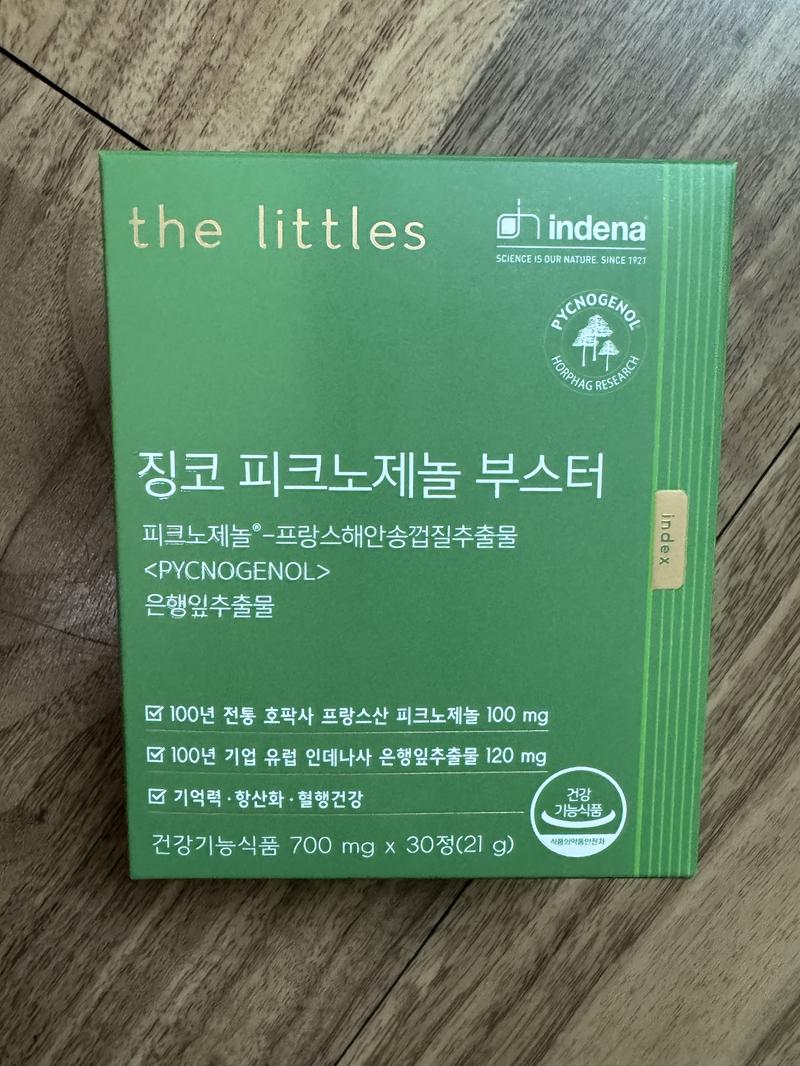 the littles
indena
SCIENCE IS OUR NATURE. SINCE 1921
PYCNOGENOL®
HORPHAG RESEARCH
징코 피크노제놀 부스터
피크노제놀®-프랑스해안송껍질추출물
<PYCNOGENOL>
은행잎추출물
index
☑ 100년 전통 호팍사 프랑스산 피크노제놀 100 mg
☑ 100년 기업 유럽 인데나사 은행잎추출물 120 mg
☑ 기억력·항산화·혈행건강
건강
기능식품
식품의약품안전처
건강기능식품 700 mg x 30정(21 g)